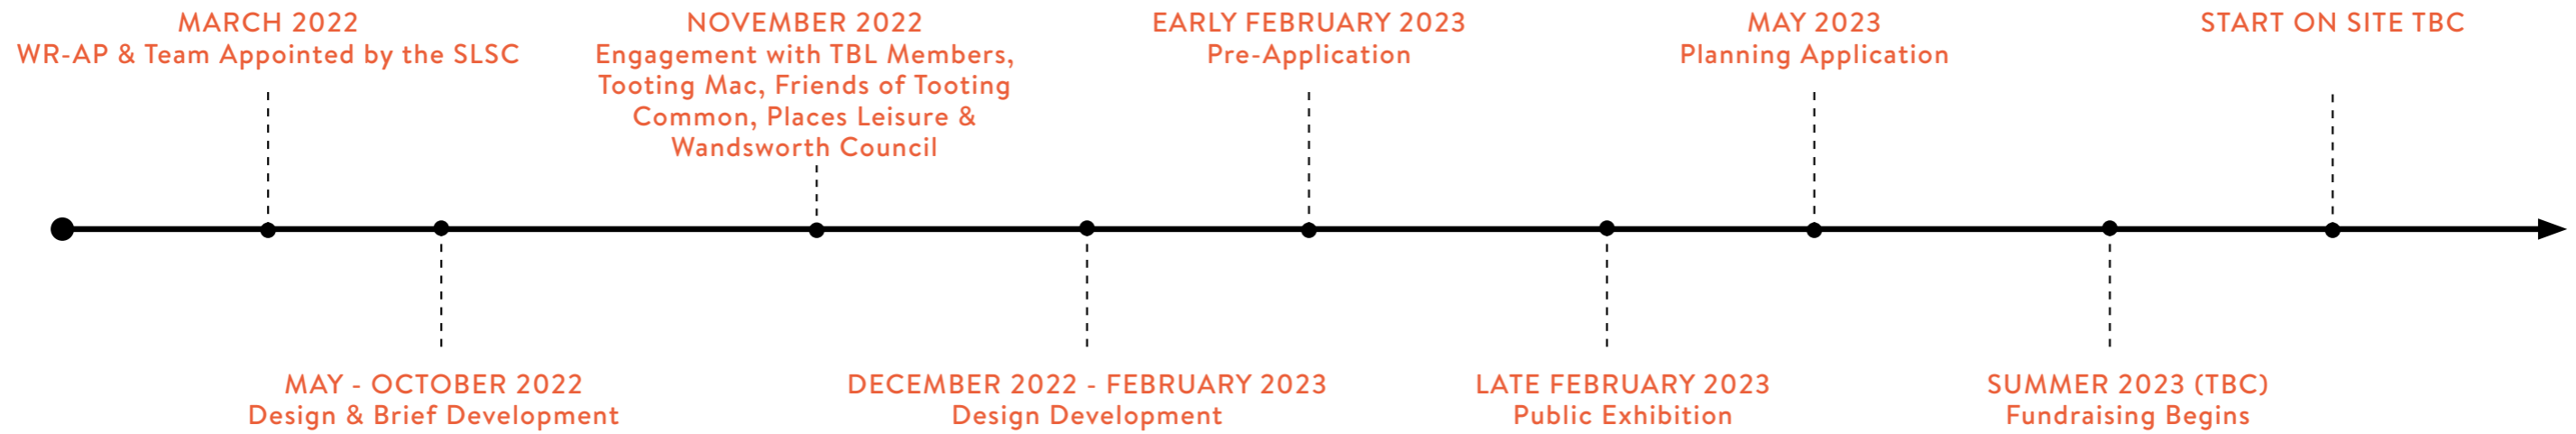 MARCH 2022
WR-AP & Team Appointed by the SLSC
NOVEMBER 2022
Engagement with TBL Members,
Tooting Mac, Friends of Tooting
Common, Places Leisure &
Wandsworth Council
EARLY FEBRUARY 2023
Pre-Application
MAY 2023
Planning Application
START ON SITE TBC
MAY - OCTOBER 2022
Design & Brief Development
DECEMBER 2022 - FEBRUARY 2023
Design Development
LATE FEBRUARY 2023
Public Exhibition
SUMMER 2023 (TBC)
Fundraising Begins